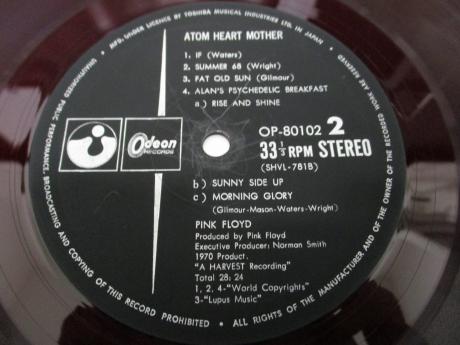 • MFD. UNDER LICENCE BY TOSHIBA MUSICAL INDUSTRIES LTD. IN JAPAN •
UNAUTHORIZED PUBLIC PERFORMANCE, BROADCASTING AND COPYING OF THIS RECORD PROHIBITED • ALL RIGHTS OF THE MANUFACTURER AND OF THE OWNER OF THE RECORDED WORK ARE RESERVED
ATOM HEART MOTHER
1. IF (Waters)
2. SUMMER 68 (Wright)
3. FAT OLD SUN (Gilmour)
4. ALAN'S PSYCHEDELIC BREAKFAST
a) RISE AND SHINE
Odeon
RECORDS
OP-80102 2
33 1/3 RPM STEREO
(SHVL-781B)
b) SUNNY SIDE UP
c) MORNING GLORY
(Gilmour-Mason-Waters-Wright)
PINK FLOYD
Produced by Pink Floyd
Executive Producer: Norman Smith
1970 Product.
"A HARVEST Recording"
Total 28: 24
1, 2, 4-"World Copyrights"
3-"Lupus Music"